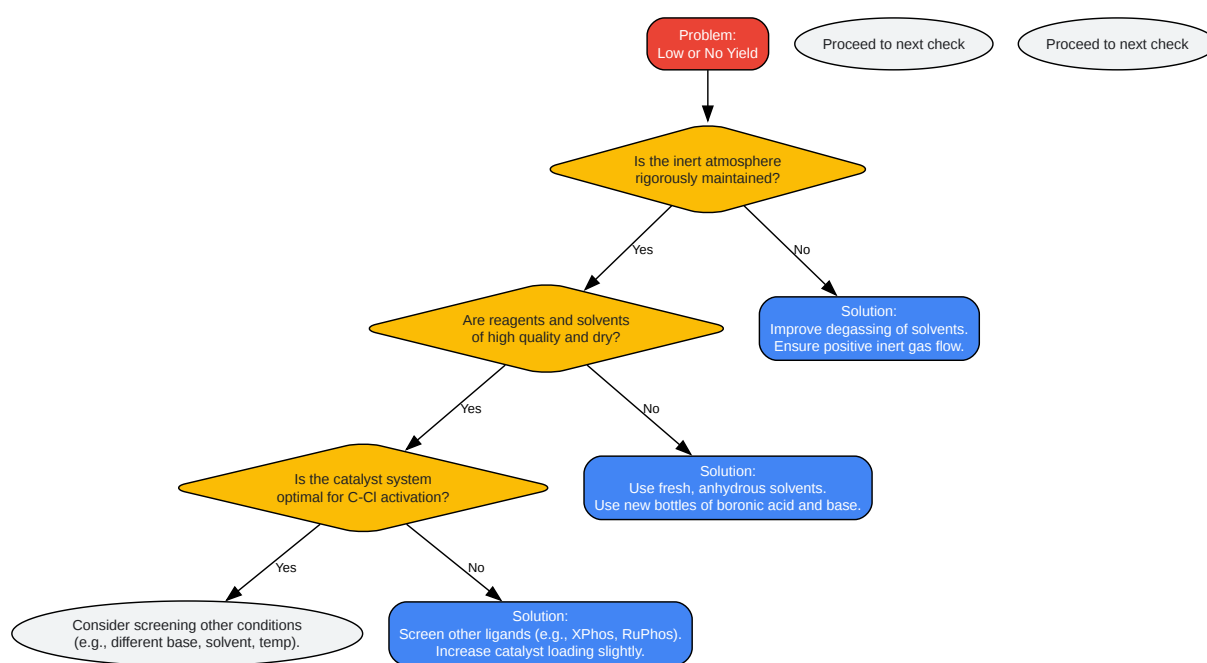 Problem:
Low or No Yield
Proceed to next check
Proceed to next check
Is the inert atmosphere
rigorously maintained?
Yes
No
Are reagents and solvents
of high quality and dry?
Solution:
Improve degassing of solvents.
Ensure positive inert gas flow.
Yes
No
Is the catalyst system
optimal for C-Cl activation?
Solution:
Use fresh, anhydrous solvents.
Use new bottles of boronic acid and base.
Yes
No
Consider screening other conditions
(e.g., different base, solvent, temp).
Solution:
Screen other ligands (e.g., XPhos, RuPhos).
Increase catalyst loading slightly.